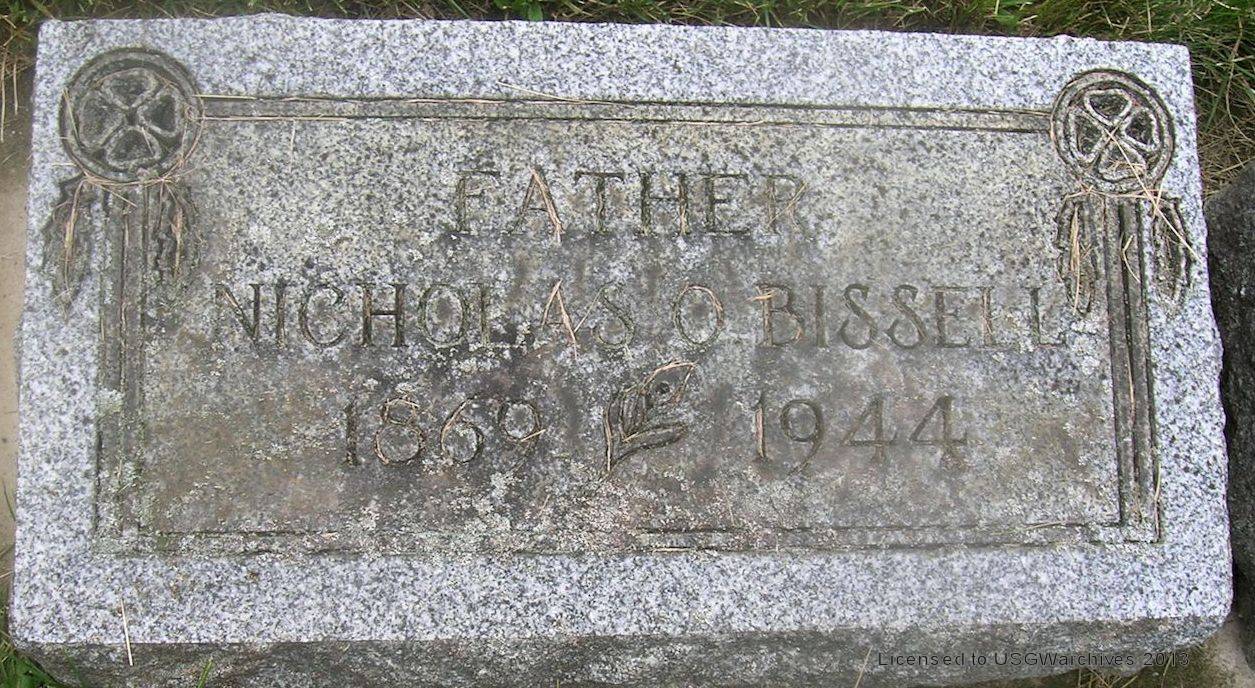 FATHER
NICHOLAS O BISSELL
1869 1944
Licensed to USGWarchives 2013